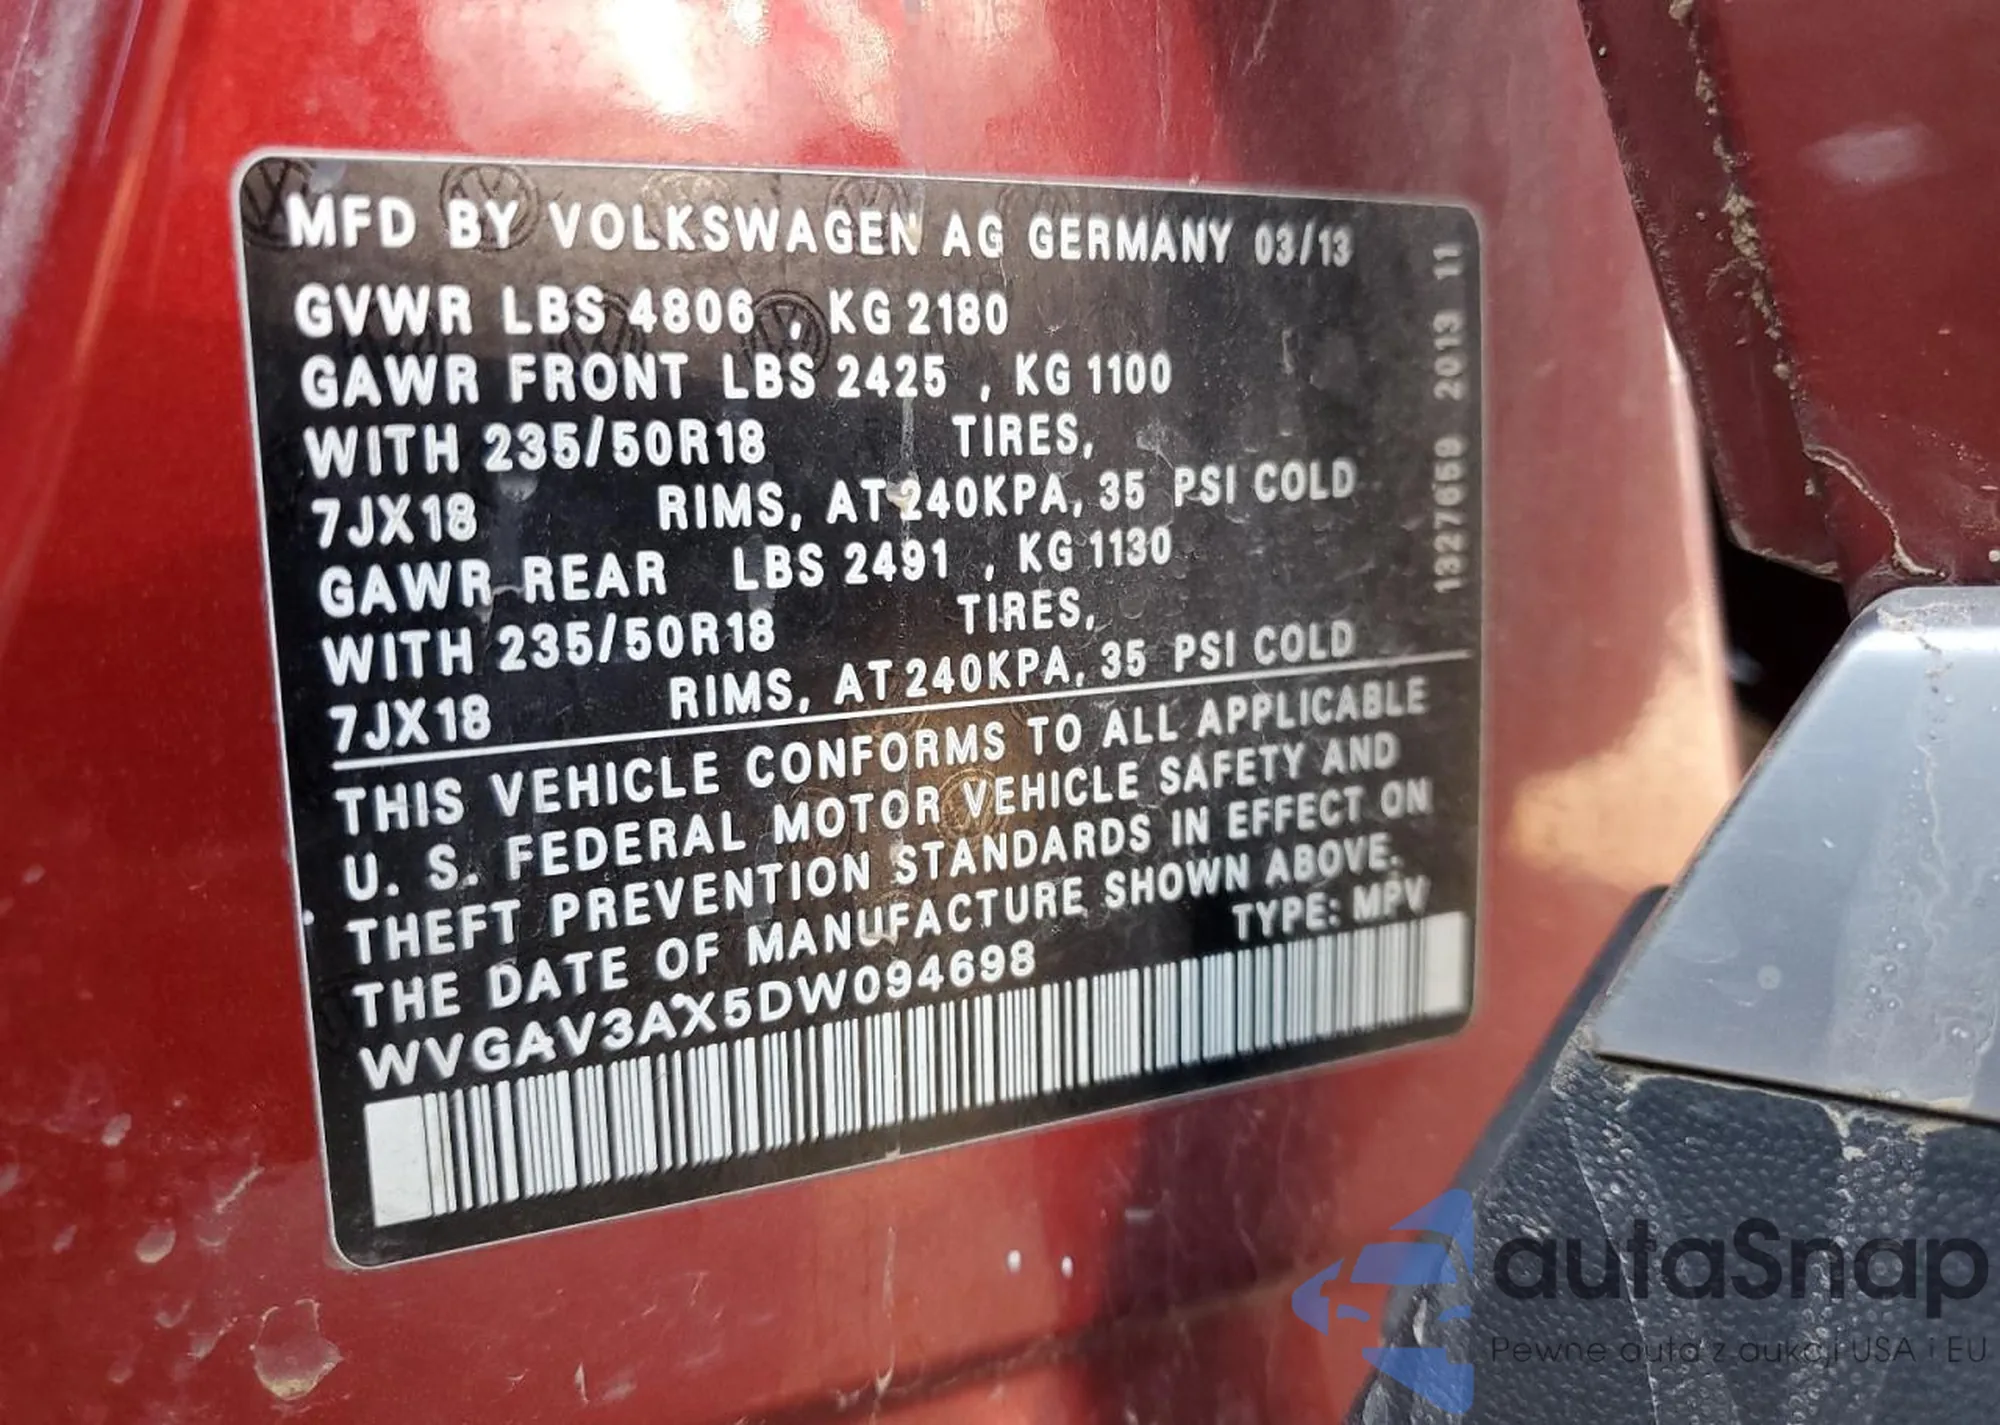 MFD BY VOLKSWAGEN AG GERMANY 03/13
GVWR LBS 4806 , KG 2180
GAWR FRONT LBS 2425 , KG 1100
WITH 235/50R18 TIRES,
7JX18 RIMS, AT 240KPA, 35 PSI COLD
GAWR REAR LBS 2491 , KG 1130
WITH 235/50R18 TIRES,
7JX18 RIMS, AT 240KPA, 35 PSI COLD
THIS VEHICLE CONFORMS TO ALL APPLICABLE
U. S. FEDERAL MOTOR VEHICLE SAFETY AND
THEFT PREVENTION STANDARDS IN EFFECT ON
THE DATE OF MANUFACTURE SHOWN ABOVE.
WVGAV3AX5DW094698 TYPE: MPV
1327659 2013 11
autaSnap
Pewne auta z aukcji USA i EU